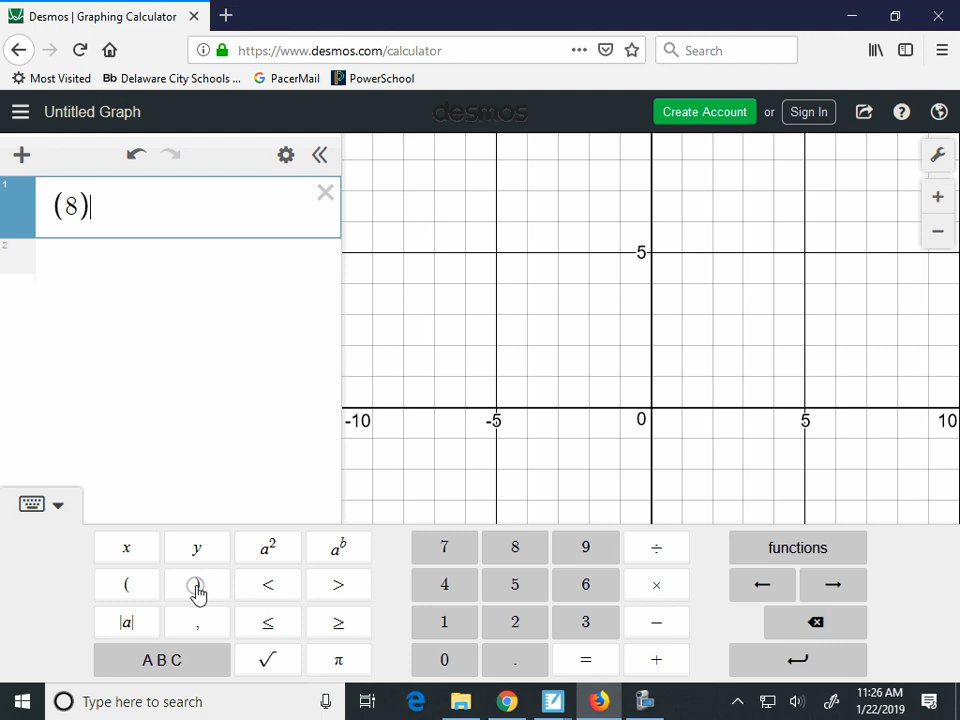 Desmos | Graphing Calculator
https://www.desmos.com/calculator
Search
Most Visited
Bb Delaware City Schools ...
G PacerMail
PowerSchool
Untitled Graph
desmos
Create Account or Sign In
1
(8)
2
5
-10 -5 0 5 10
x y a² aᵇ 7 8 9 ÷ functions
( ) < > 4 5 6 × ← →
|a| , ≤ ≥ 1 2 3 −
A B C √ π 0 . = +
Type here to search
11:26 AM
1/22/2019